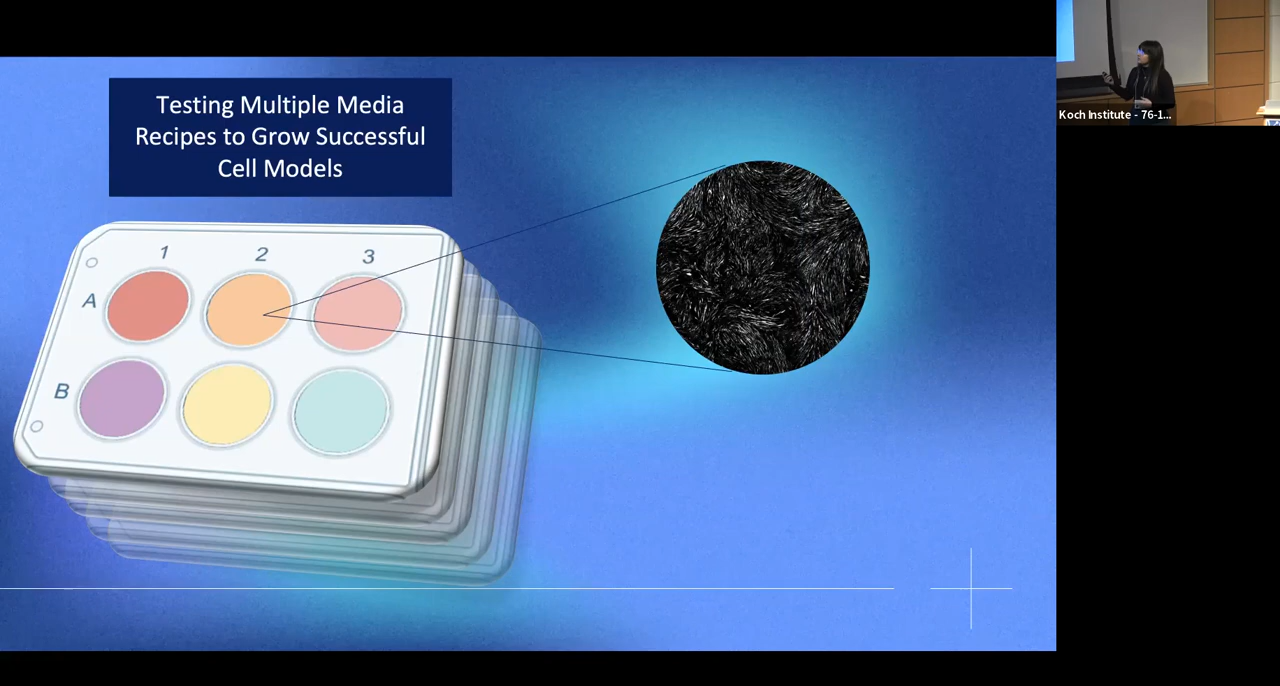 Testing Multiple Media
Recipes to Grow Successful
Cell Models
1 2 3
A
B
Koch Institute - 76-1...